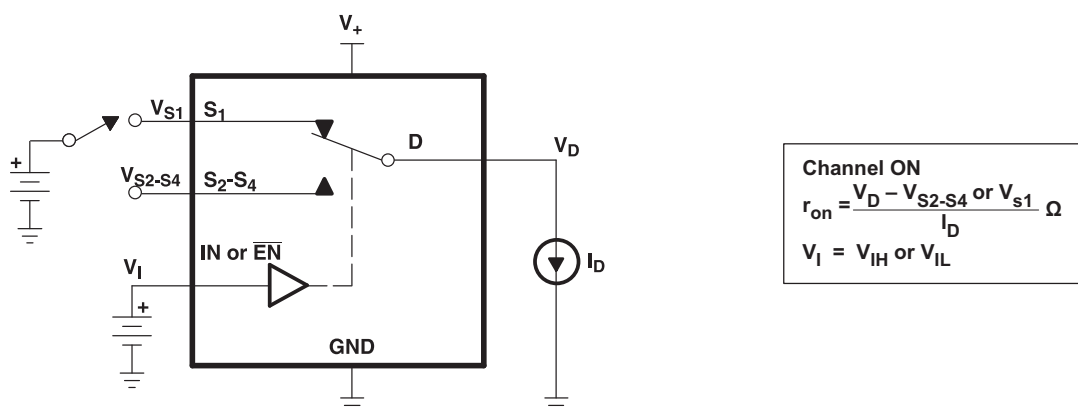 V+
VS1 S1
D
VD
+
VS2-S4 S2-S4
IN or EN
VI
+
ID
GND
Channel ON
ron = VD – VS2-S4 or Vs1 Ω
ID
VI = VIH or VIL